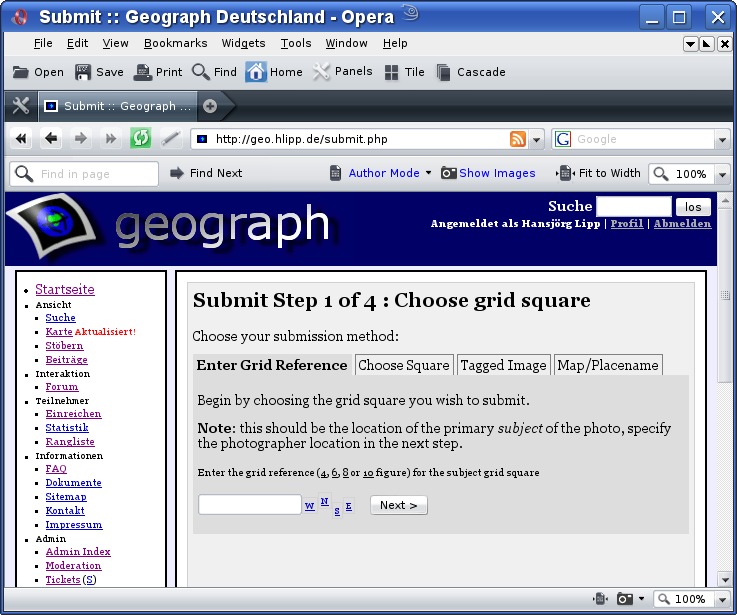 Submit :: Geograph Deutschland - Opera
File Edit View Bookmarks Widgets Tools Window Help
Open Save Print Find Home Panels Tile Cascade
Submit :: Geograph ...
http://geo.hlipp.de/submit.php Google
Find in page Find Next Author Mode Show Images Fit to Width 100%
geograph
Suche los
Angemeldet als Hansjörg Lipp | Profil | Abmelden
Startseite
Ansicht
Suche
Karte Aktualisiert!
Stöbern
Beiträge
Interaktion
Forum
Teilnehmer
Einreichen
Statistik
Rangliste
Informationen
FAQ
Dokumente
Sitemap
Kontakt
Impressum
Admin
Admin Index
Moderation
Tickets (S)
Submit Step 1 of 4 : Choose grid square
Choose your submission method:
Enter Grid Reference Choose Square Tagged Image Map/Placename
Begin by choosing the grid square you wish to submit.
Note: this should be the location of the primary subject of the photo, specify
the photographer location in the next step.
Enter the grid reference (4, 6, 8 or 10 figure) for the subject grid square
W N S E Next >
100%